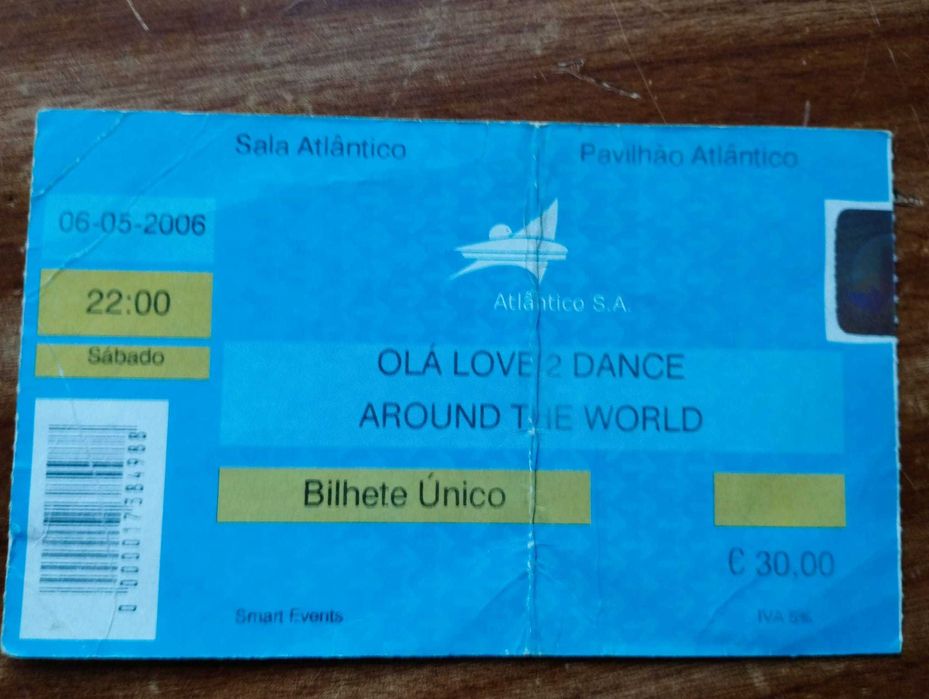 Sala Atlântico
Pavilhão Atlântico
06-05-2006
22:00
Sábado
Atlântico S.A.
OLÁ LOVE 2 DANCE
AROUND THE WORLD
Bilhete Único
€ 30,00
Smart Events
IVA 5%
0000017384988